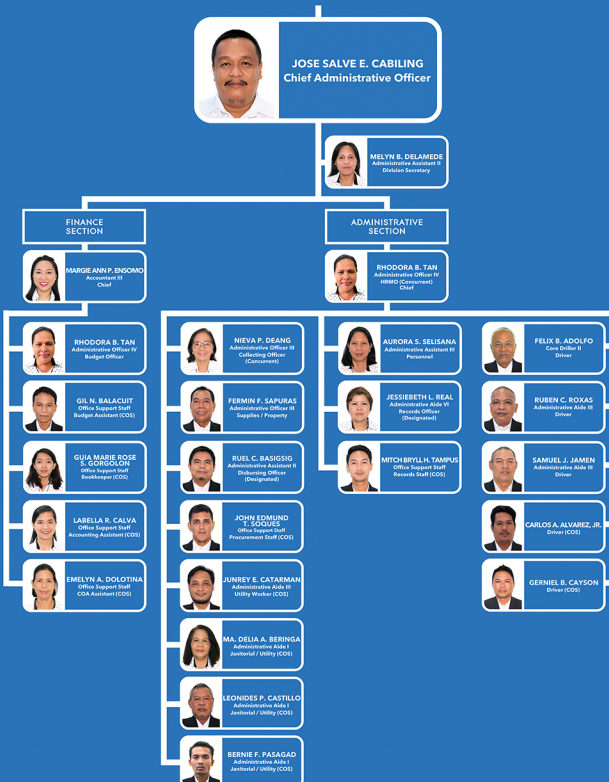 JOSE SALVE E. CABILING
Chief Administrative Officer
MELYN B. DELAMEDE
Administrative Assistant II
Division Secretary
FINANCE
SECTION
MARGIE ANN P. ENSOMO
Accountant III
Chief
RHODORA B. TAN
Administrative Officer IV
Budget Officer
GIL N. BALACUIT
Office Support Staff
Budget Assistant (COS)
GUIA MARIE ROSE
S. GORGOLON
Office Support Staff
Bookkeeper (COS)
LABELLA R. CALVA
Office Support Staff
Accounting Assistant (COS)
EMELYN A. DOLOTINA
Office Support Staff
COA Assistant (COS)
ADMINISTRATIVE
SECTION
RHODORA B. TAN
Administrative Officer IV
HRMO (Concurrent)
Chief
NIEVA P. DEANG
Administrative Officer III
Collecting Officer
(Concurrent)
FERMIN F. SAPURAS
Administrative Officer III
Supplies / Property
RUEL C. BASIGSIG
Administrative Assistant II
Disbursing Officer
(Designated)
JOHN EDMUND
T. SOQUES
Office Support Staff
Procurement Staff (COS)
JUNREY E. CATARMAN
Administrative Aide III
Utility Worker (COS)
MA. DELIA A. BERINGA
Administrative Aide I
Janitorial / Utility (COS)
LEONIDES P. CASTILLO
Administrative Aide I
Janitorial / Utility (COS)
BERNIE F. PASAGAD
Administrative Aide I
Janitorial / Utility (COS)
AURORA S. SELISANA
Administrative Assistant III
Personnel
JESSIEBETH L. REAL
Administrative Aide VI
Records Officer
(Designated)
MITCH BRYLL H. TAMPUS
Office Support Staff
Records Staff (COS)
FELIX B. ADOLFO
Core Driller II
Driver
RUBEN C. ROXAS
Administrative Aide III
Driver
SAMUEL J. JAMEN
Administrative Aide III
Driver
CARLOS A. ALVAREZ, JR.
Driver (COS)
GERNIEL B. CAYSON
Driver (COS)